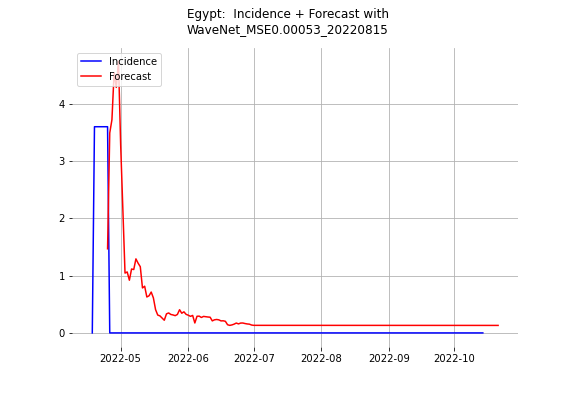 Egypt:  Incidence + Forecast with
WaveNet_MSE0.00053_20220815
Incidence
Forecast
4
3
2
1
0
2022-05 2022-06 2022-07 2022-08 2022-09 2022-10